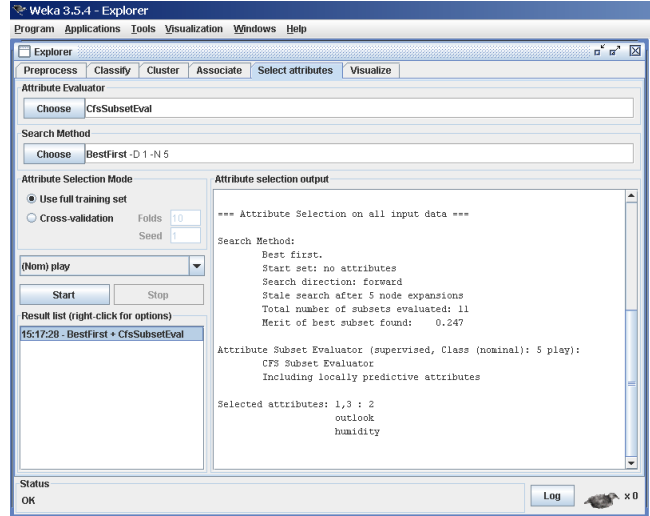 Weka 3.5.4 - Explorer
Program Applications Tools Visualization Windows Help
Explorer
Preprocess Classify Cluster Associate Select attributes Visualize
Attribute Evaluator
Choose CfsSubsetEval
Search Method
Choose BestFirst -D 1 -N 5
Attribute Selection Mode
Use full training set
Cross-validation Folds 10
Seed 1
(Nom) play
Start Stop
Result list (right-click for options)
15:17:28 - BestFirst + CfsSubsetEval
Attribute selection output
=== Attribute Selection on all input data ===
Search Method:
Best first.
Start set: no attributes
Search direction: forward
Stale search after 5 node expansions
Total number of subsets evaluated: 11
Merit of best subset found: 0.247
Attribute Subset Evaluator (supervised, Class (nominal): 5 play):
CFS Subset Evaluator
Including locally predictive attributes
Selected attributes: 1,3 : 2
outlook
humidity
Status
OK
Log x 0